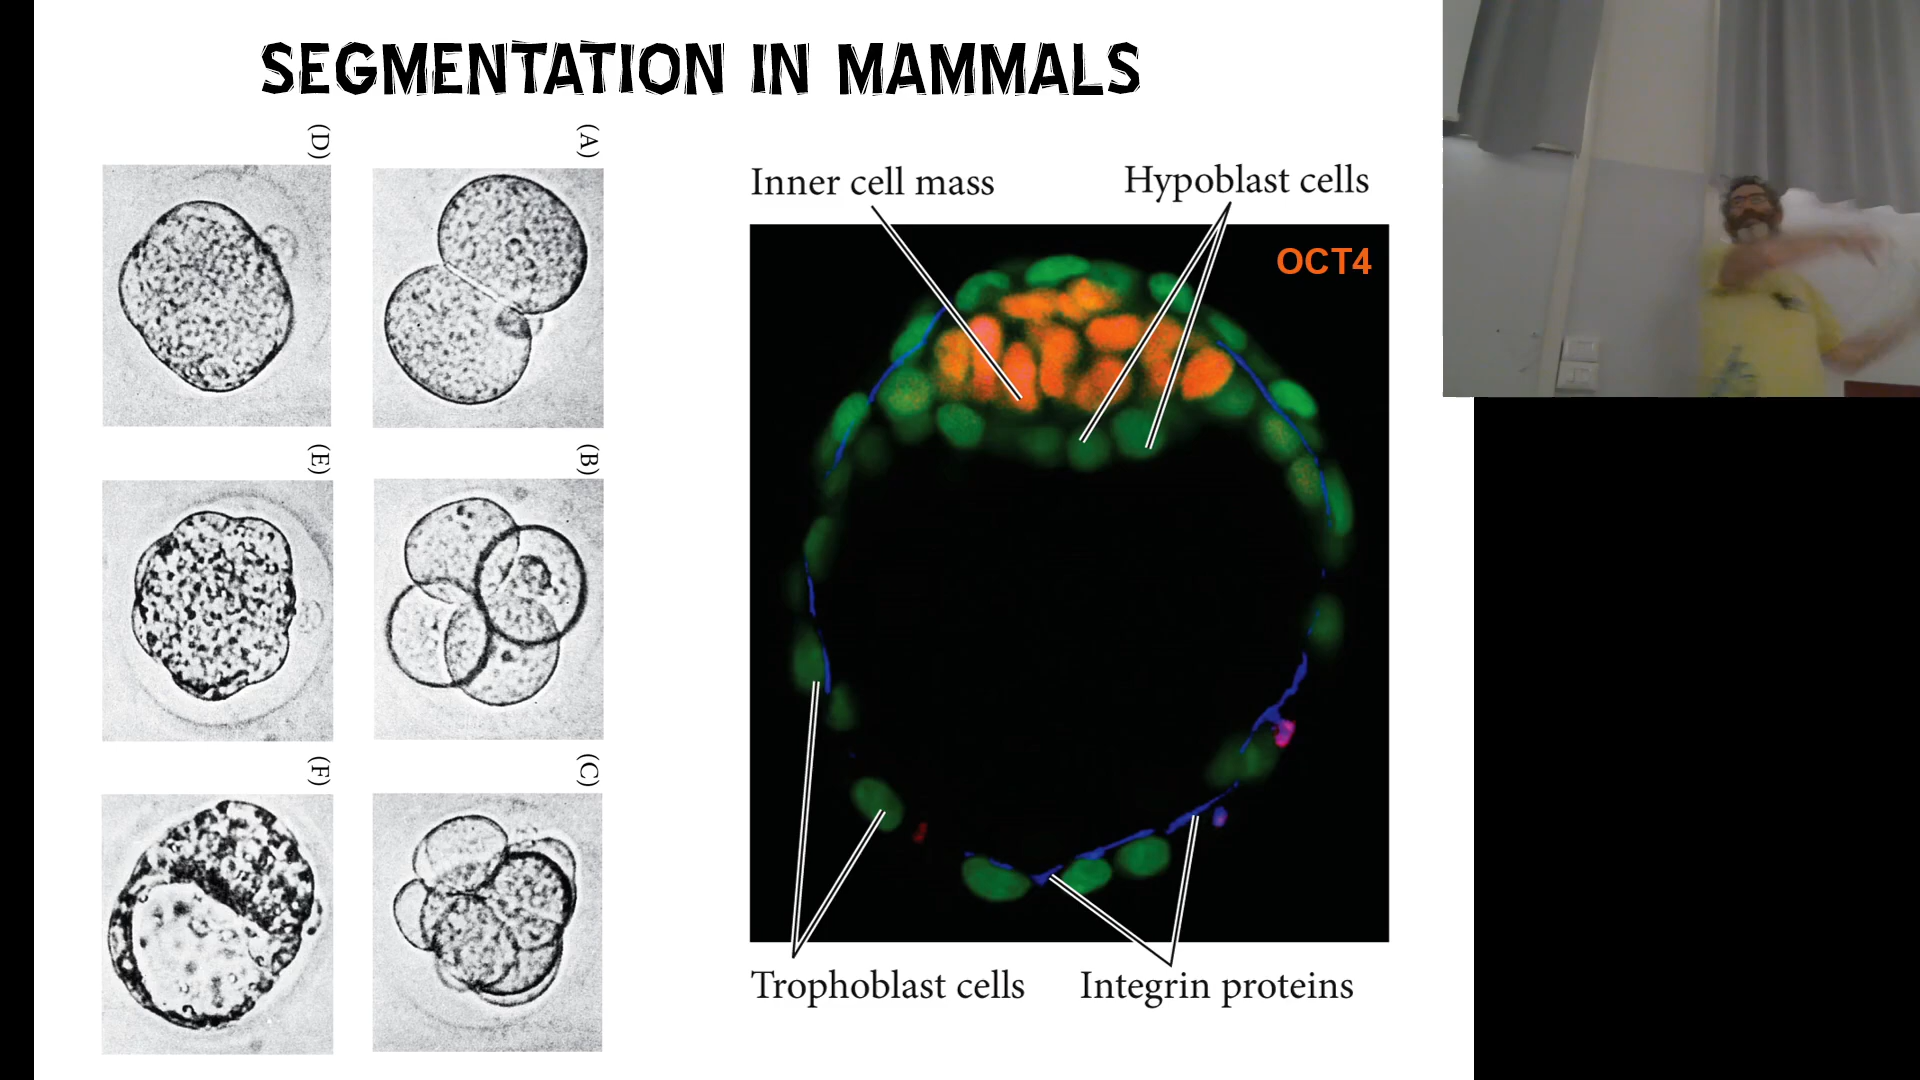 SEGMENTATION IN MAMMALS
(D)
(A)
Inner cell mass
Hypoblast cells
OCT4
(E)
(B)
(F)
(C)
Trophoblast cells
Integrin proteins